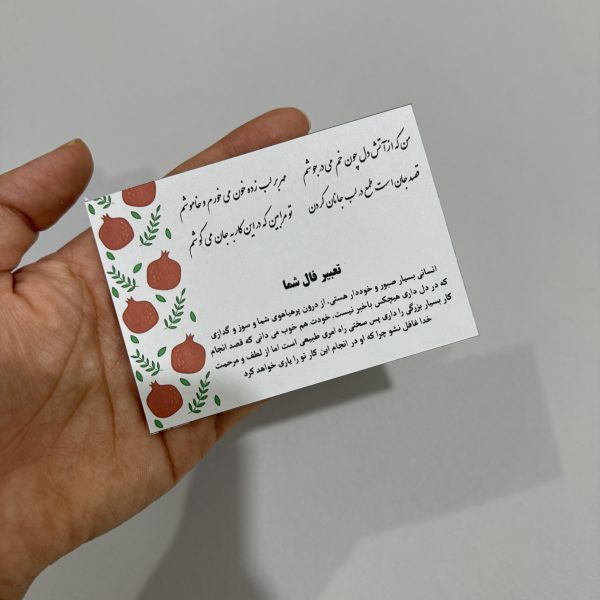 من که از آتش دل چون خم می در جوشم
مهر بر لب زده خون می خورم و خاموشم
قصد جان است طمع در لب جانان کردن
تو مرا بین که در این کار به جان می کوشم
تعبیر فال شما
انسانی بسیار صبور و خوددار هستی، از درون پرهیاهوی شما و سوز و گدازی
که در دل داری هیچکس باخبر نیست، خودت هم خوب می دانی که قصد انجام
کار بسیار بزرگی را داری پس سختی راه امری طبیعی است اما از لطف و مرحمت
خدا غافل نشو چرا که او در انجام این کار تو را یاری خواهد کرد